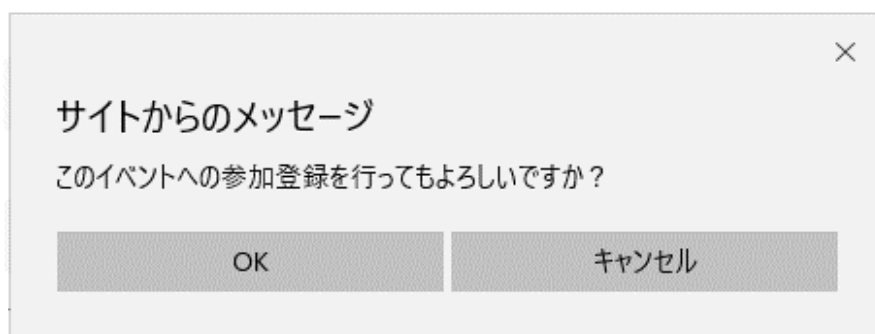 サイトからのメッセージ
このイベントへの参加登録を行ってもよろしいですか？
OK
キャンセル